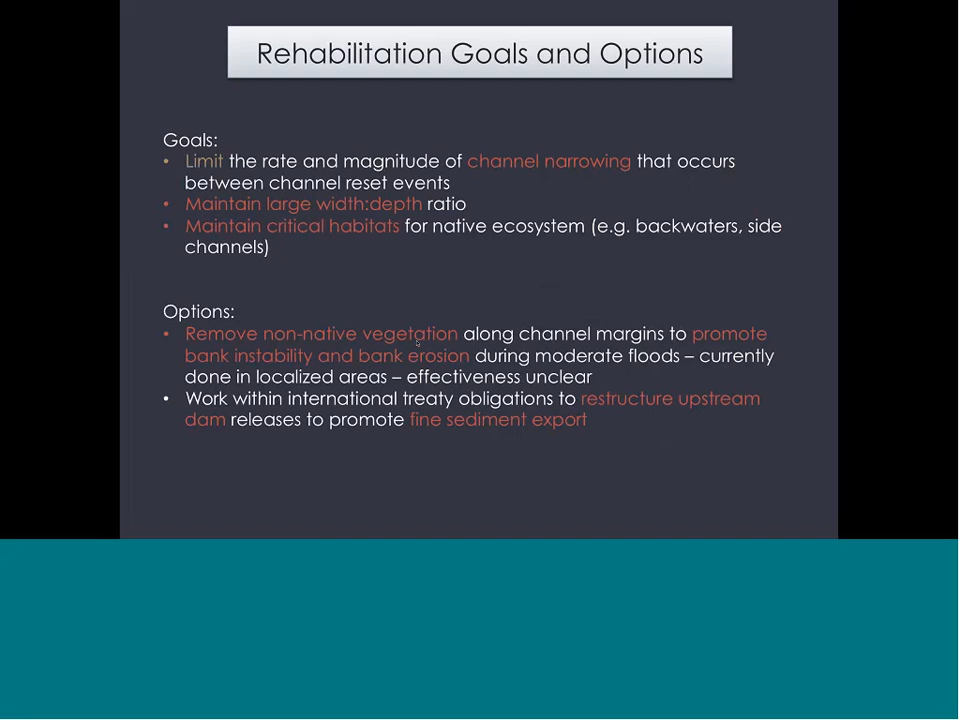 Rehabilitation Goals and Options
Goals:
• Limit the rate and magnitude of channel narrowing that occurs
between channel reset events
• Maintain large width:depth ratio
• Maintain critical habitats for native ecosystem (e.g. backwaters, side
channels)
Options:
• Remove non-native vegetation along channel margins to promote
bank instability and bank erosion during moderate floods – currently
done in localized areas – effectiveness unclear
• Work within international treaty obligations to restructure upstream
dam releases to promote fine sediment export